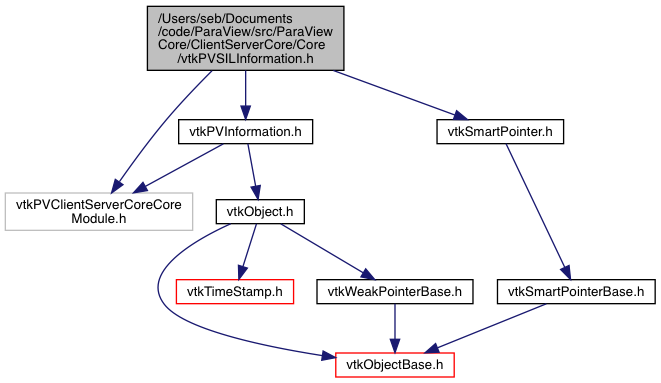 /Users/seb/Documents
/code/ParaView/src/ParaView
Core/ClientServerCore/Core
/vtkPVSILInformation.h
vtkPVInformation.h
vtkSmartPointer.h
vtkPVClientServerCoreCore
Module.h
vtkObject.h
vtkTimeStamp.h
vtkWeakPointerBase.h
vtkSmartPointerBase.h
vtkObjectBase.h